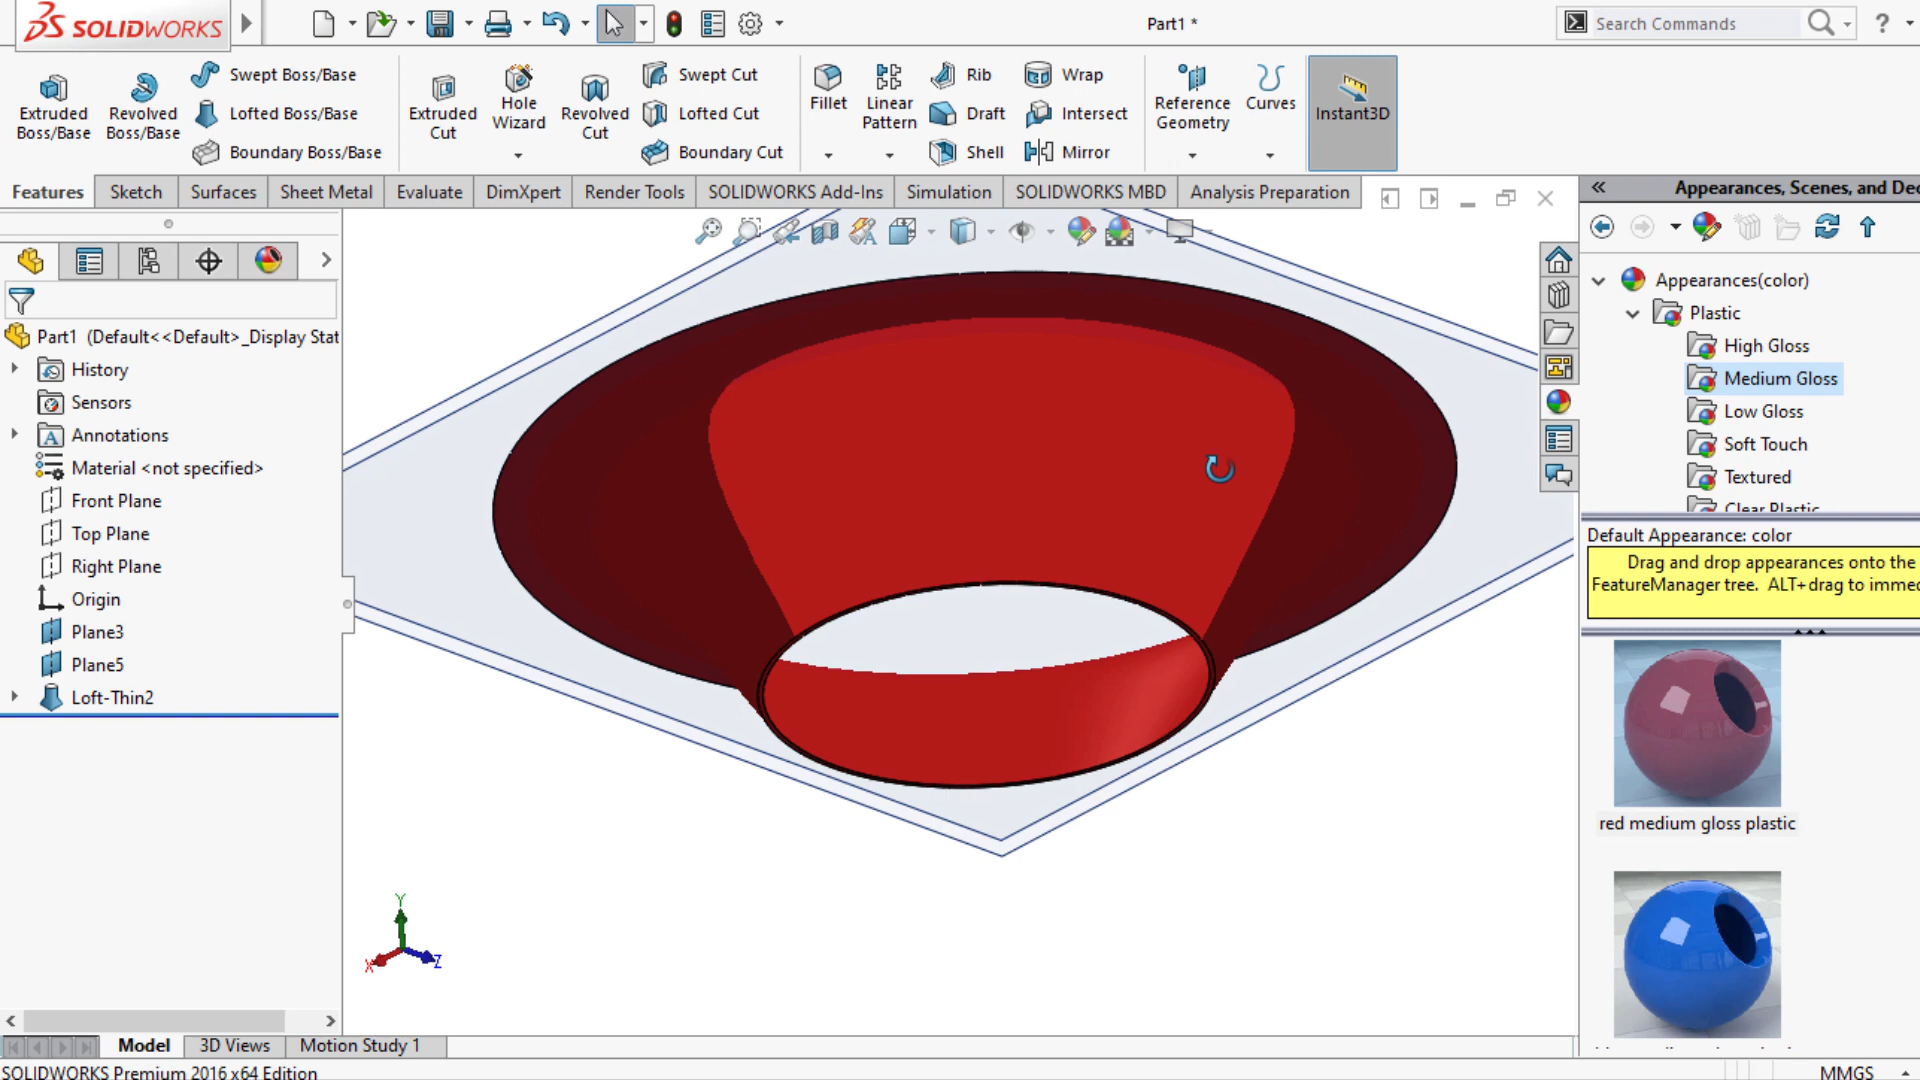 SOLIDWORKS
Part1 *
Search Commands
?
Extruded Boss/Base
Revolved Boss/Base
Swept Boss/Base
Lofted Boss/Base
Boundary Boss/Base
Extruded Cut
Hole Wizard
Revolved Cut
Swept Cut
Lofted Cut
Boundary Cut
Fillet
Linear Pattern
Rib
Draft
Shell
Wrap
Intersect
Mirror
Reference Geometry
Curves
Instant3D
Features
Sketch
Surfaces
Sheet Metal
Evaluate
DimXpert
Render Tools
SOLIDWORKS Add-Ins
Simulation
SOLIDWORKS MBD
Analysis Preparation
Part1 (Default<<Default>_Display Stat
History
Sensors
Annotations
Material <not specified>
Front Plane
Top Plane
Right Plane
Origin
Plane3
Plane5
Loft-Thin2
Y
X
Z
Appearances, Scenes, and Dec
Appearances(color)
Plastic
High Gloss
Medium Gloss
Low Gloss
Soft Touch
Textured
Clear Plastic
Default Appearance: color
Drag and drop appearances onto the
FeatureManager tree. ALT+drag to immed
red medium gloss plastic
Model
3D Views
Motion Study 1
SOLIDWORKS Premium 2016 x64 Edition
MMGS